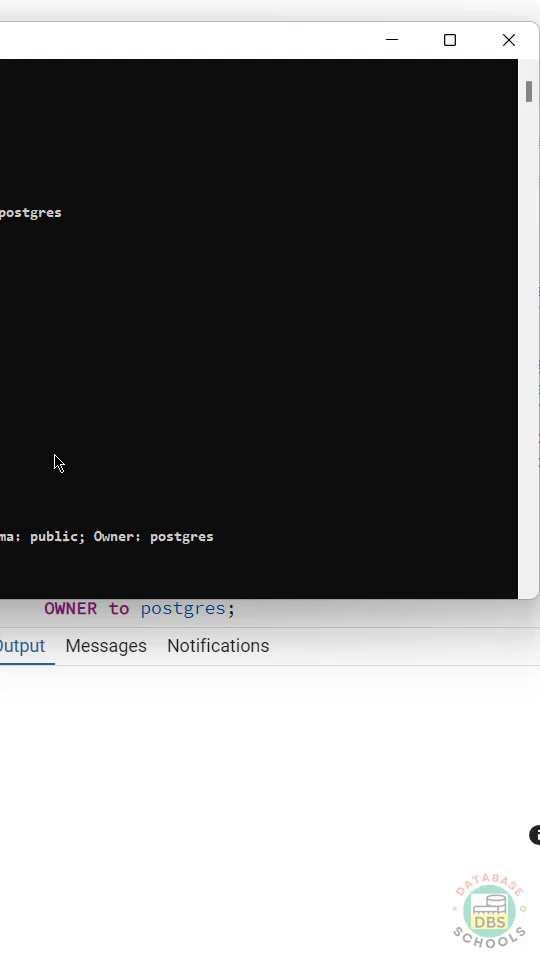 postgres
ma: public; Owner: postgres
OWNER to postgres;
Output Messages Notifications
DATABASE
DBS
SCHOOLS